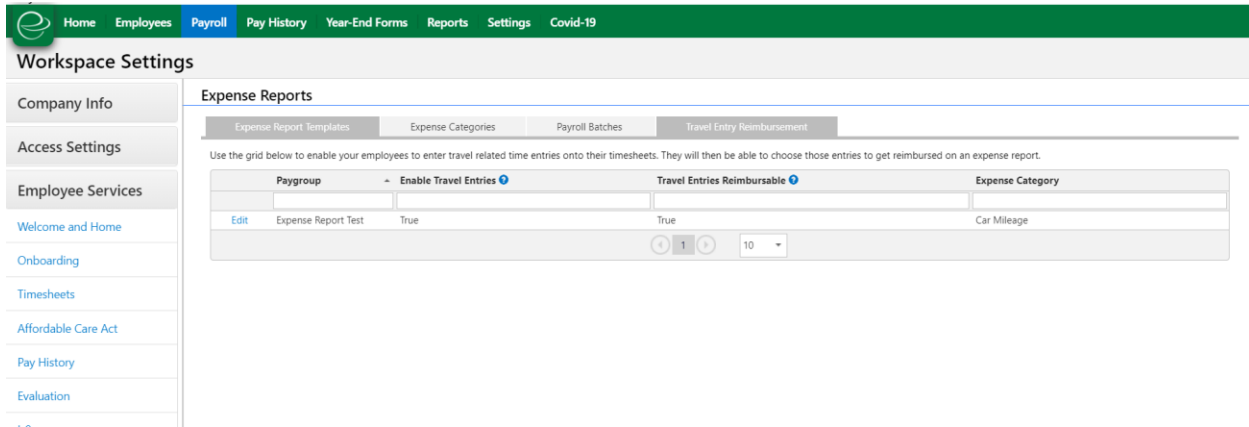 Home Employees Payroll Pay History Year-End Forms Reports Settings Covid-19
Workspace Settings
Company Info
Access Settings
Employee Services
Welcome and Home
Onboarding
Timesheets
Affordable Care Act
Pay History
Evaluation
Expense Reports
Expense Report Templates Expense Categories Payroll Batches Travel Entry Reimbursement
Use the grid below to enable your employees to enter travel related time entries onto their timesheets. They will then be able to choose those entries to get reimbursed on an expense report.
Paygroup Enable Travel Entries ? Travel Entries Reimbursable ? Expense Category
Edit Expense Report Test True True Car Mileage
1 10